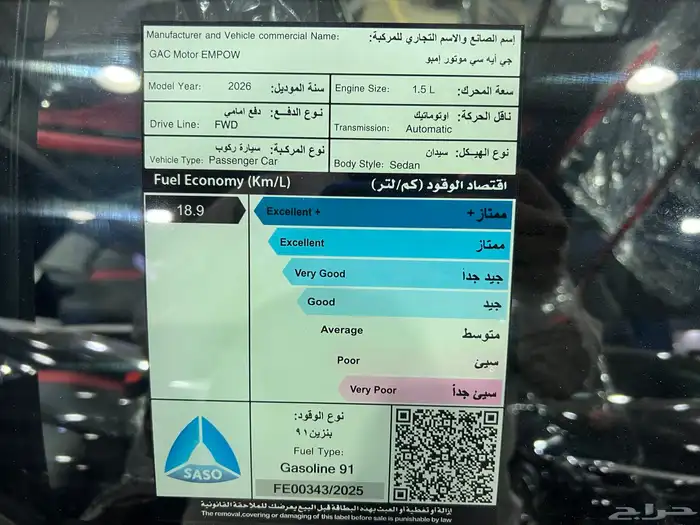 Manufacturer and Vehicle commercial Name: إسم الصانع والاسم التجاري للمركبة:
GAC Motor EMPOW جي أيه سي موتور إمبو
Model Year: 2026 سنة الموديل:
Engine Size: 1.5 L سعة المحرك:
نوع الدفع: دفع امامي
Drive Line: FWD
ناقل الحركة: اوتوماتيك
Transmission: Automatic
نوع المركبة: سيارة ركوب
Vehicle Type: Passenger Car
نوع الهيكل: سيدان
Body Style: Sedan
Fuel Economy (Km/L) اقتصاد الوقود (كم/لتر)
18.9
Excellent + ممتاز +
Excellent ممتاز
Very Good جيد جداً
Good جيد
Average متوسط
Poor سيئ
Very Poor سيئ جداً
SASO
نوع الوقود:
بنزين٩١
Fuel Type:
Gasoline 91
FE00343/2025
إزالة أو تغطية أو العبث بهذه البطاقة قبل البيع يعرضك للملاحقة القانونية
The removal,covering or damaging of this label before sale is punishable by law
حراج